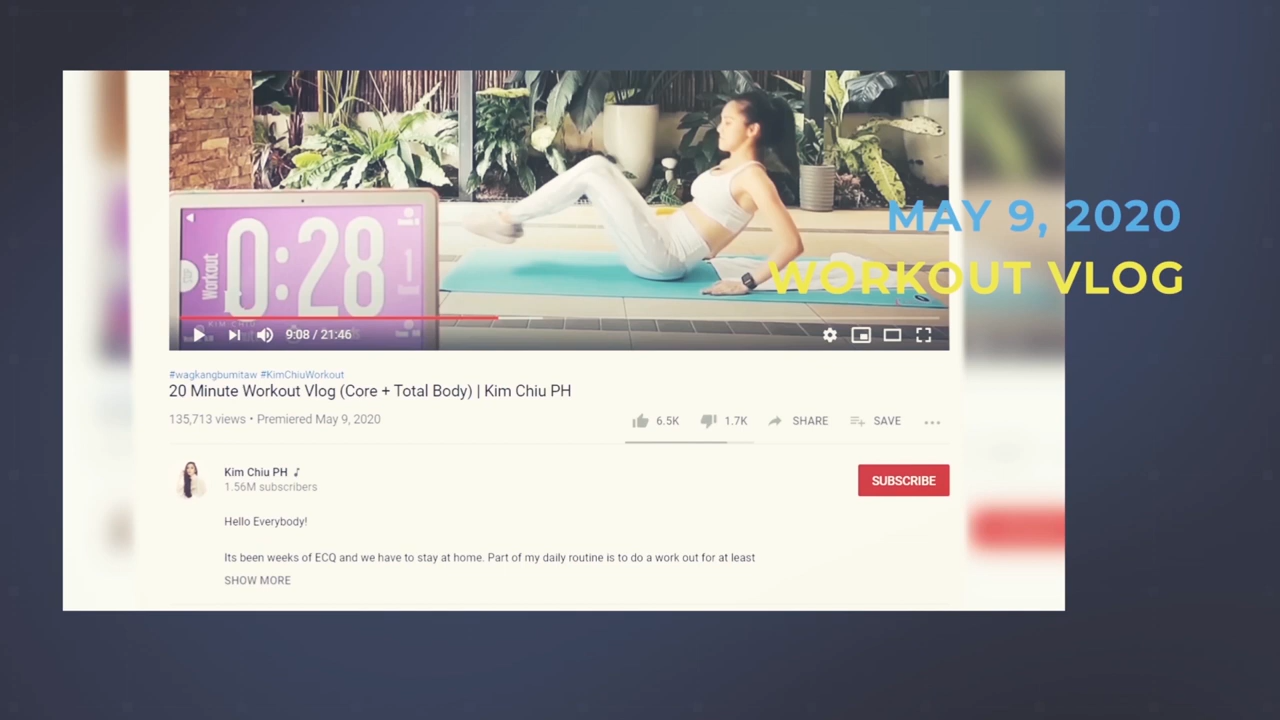 MAY 9, 2020
WORKOUT VLOG
Workout
0:28
KIM CHIU
9:08 / 21:46
#wagkangbumitaw #KimChiuWorkout
20 Minute Workout Vlog (Core + Total Body) | Kim Chiu PH
135,713 views • Premiered May 9, 2020
6.5K 1.7K SHARE SAVE
Kim Chiu PH
1.56M subscribers
SUBSCRIBE
Hello Everybody!
Its been weeks of ECQ and we have to stay at home. Part of my daily routine is to do a work out for at least
SHOW MORE